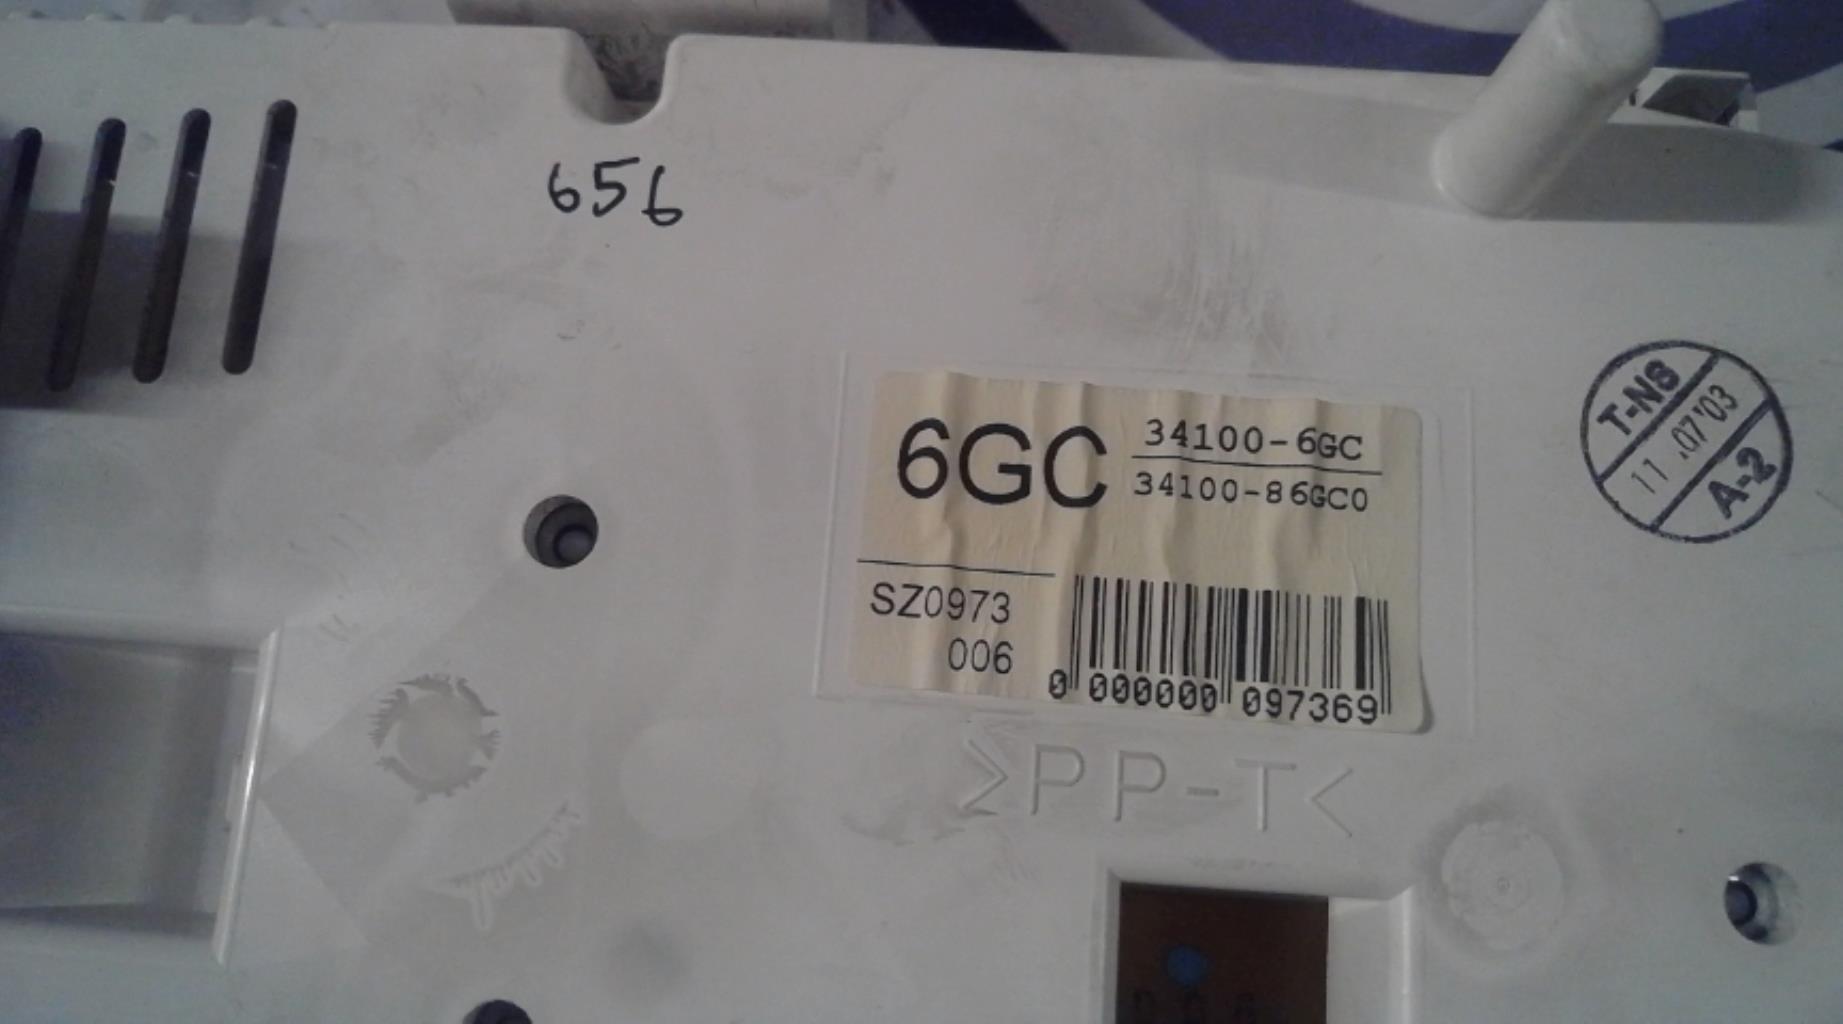 656
6GC
34100-6GC
34100-86GC0
T-NS
11 .07'03
A-2
SZ0973
006
0 000000 097369
>PP-T<